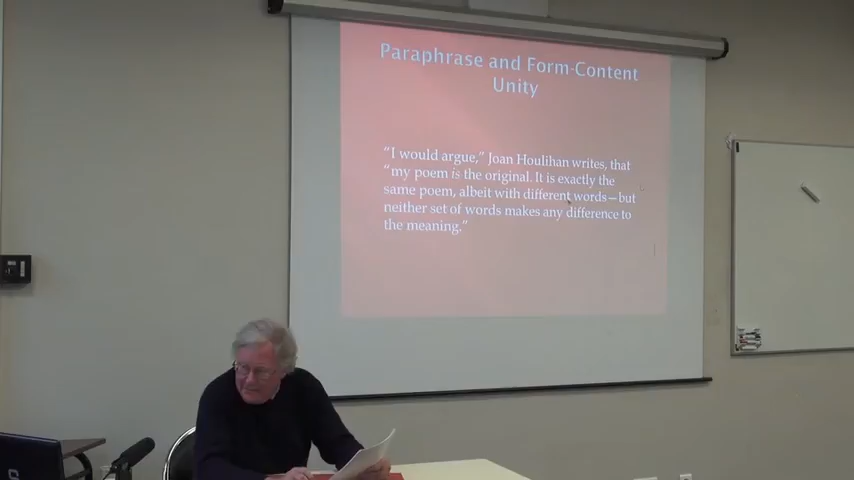 Paraphrase and Form-Content
Unity
“I would argue,” Joan Houlihan writes, that
“my poem is the original. It is exactly the
same poem, albeit with different words—but
neither set of words makes any difference to
the meaning.”